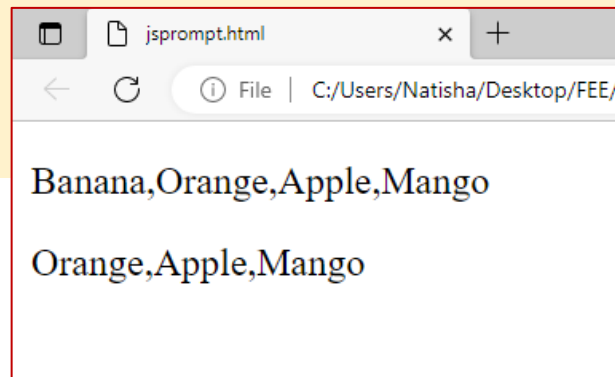 jsprompt.html
File | C:/Users/Natisha/Desktop/FEE/
Banana,Orange,Apple,Mango
Orange,Apple,Mango